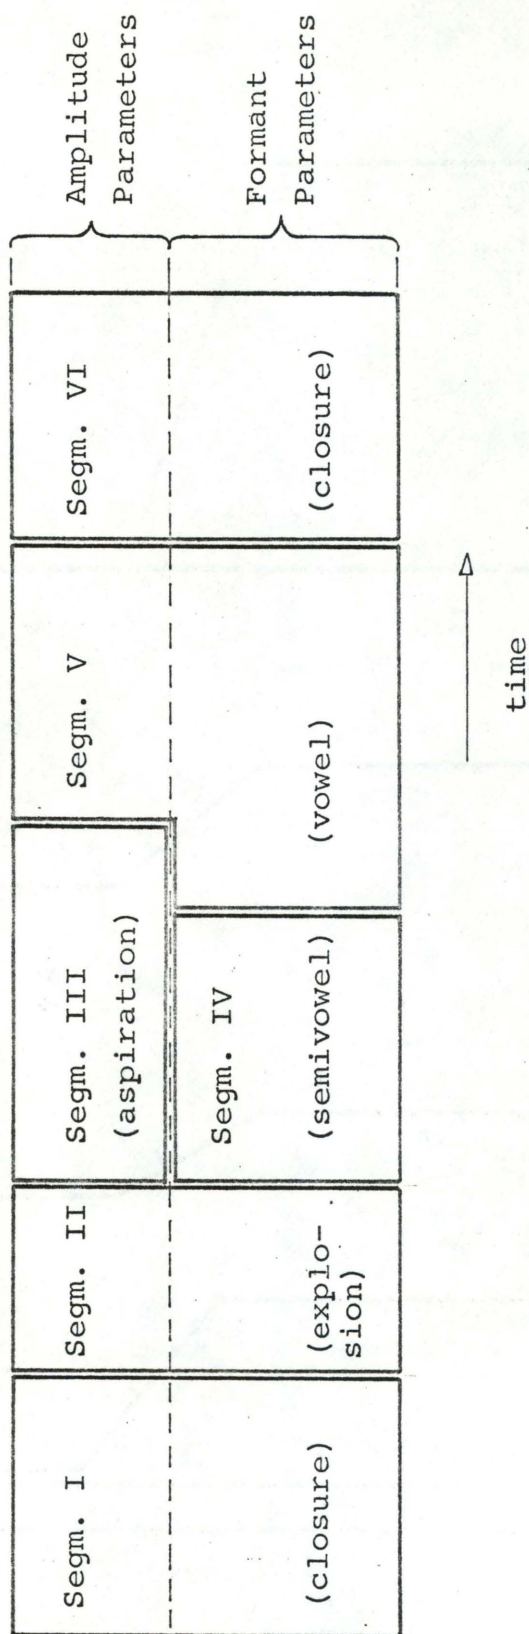 Segm. I
(closure)
Segm. II
(explo-
sion)
Segm. III
(aspiration)
Segm. IV
(semivowel)
Segm. V
(vowel)
Segm. VI
(closure)
Amplitude
Parameters
Formant
Parameters
time